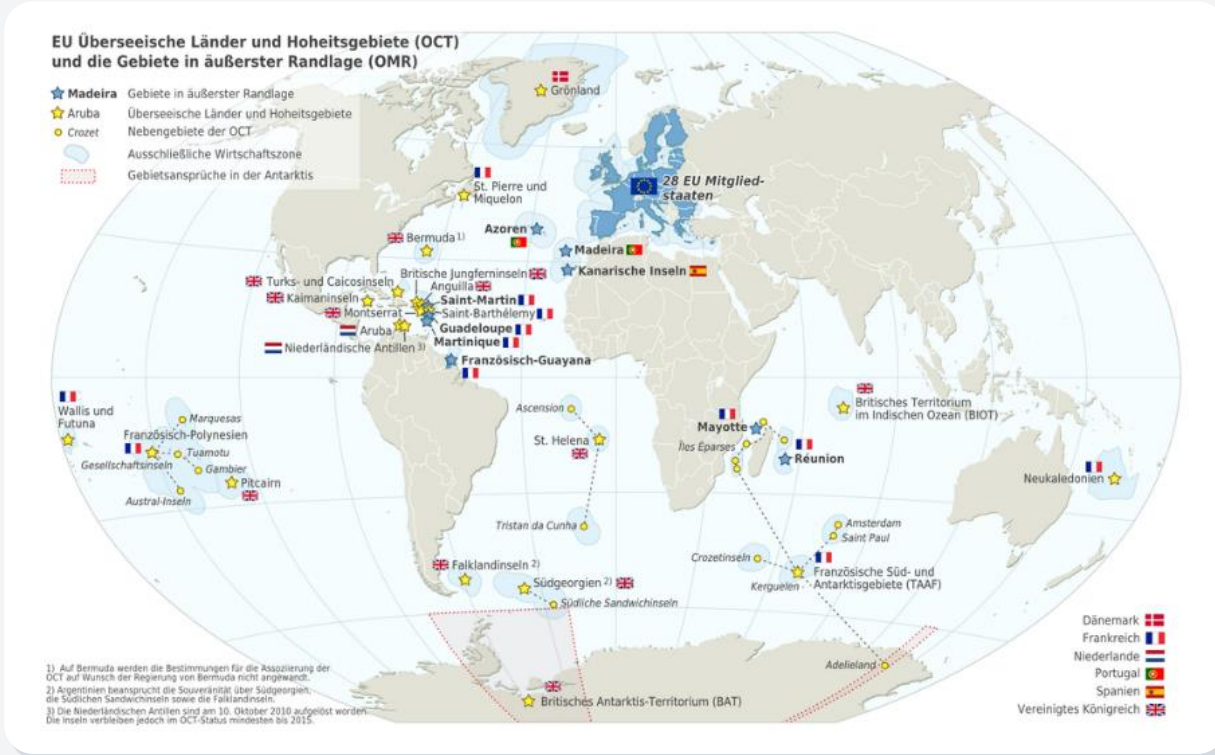 EU Überseeische Länder und Hoheitsgebiete (OCT)
und die Gebiete in äußerster Randlage (OMR)
Madeira Gebiete in äußerster Randlage
Aruba Überseeische Länder und Hoheitsgebiete
Crozet Nebengebiete der OCT
Ausschließliche Wirtschaftszone
Gebietsansprüche in der Antarktis
Grönland
28 EU Mitglied-
staaten
St. Pierre und
Miquelon
Azoren
Bermuda 1)
Madeira
Kanarische Inseln
Britische Jungferninseln
Turks- und Caicosinseln
Anguilla
Kaimaninseln
Saint-Martin
Montserrat
Saint-Barthélemy
Aruba
Guadeloupe
Martinique
Niederländische Antillen 3)
Französisch-Guayana
Wallis und
Futuna
Marquesas
Französisch-Polynesien
Tuamotu
Gesellschaftsinseln
Gambier
Pitcairn
Austral-Inseln
Ascension
St. Helena
Tristan da Cunha
Britisches Territorium
im Indischen Ozean (BIOT)
Mayotte
Îles Éparses
Réunion
Neukaledonien
Amsterdam
Saint Paul
Crozetinseln
Kerguelen
Französische Süd- und
Antarktisgebiete (TAAF)
Falklandinseln 2)
Südgeorgien 2)
Südliche Sandwichinseln
Adelieland
Britisches Antarktis-Territorium (BAT)
Dänemark
Frankreich
Niederlande
Portugal
Spanien
Vereinigtes Königreich
1) Auf Bermuda werden die Bestimmungen für die Assoziierung der
OCT auf Wunsch der Regierung von Bermuda nicht angewandt.
2) Argentinien beansprucht die Souveränität über Südgeorgien,
die Südlichen Sandwichinseln sowie die Falklandinseln.
3) Die Niederländischen Antillen sind am 10. Oktober 2010 aufgelöst worden.
Die Inseln verbleiben jedoch im OCT-Status mindesten bis 2015.